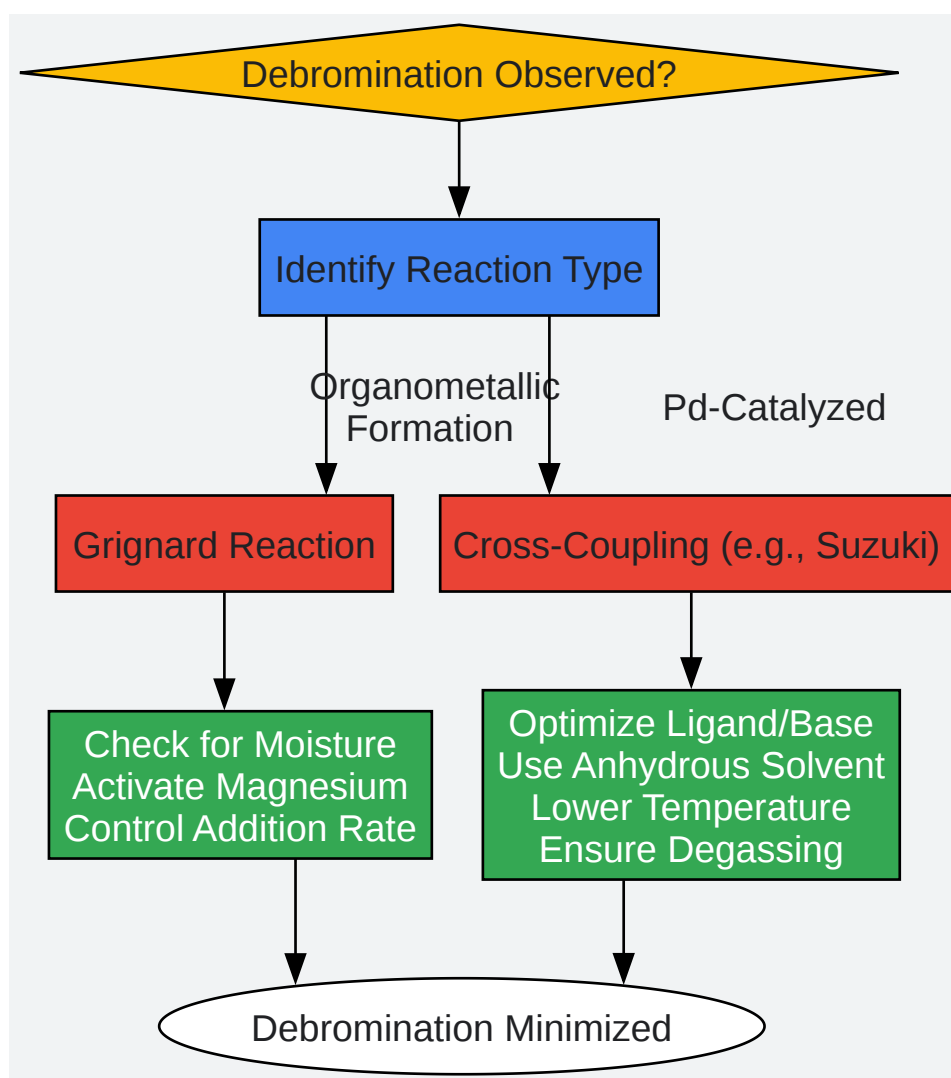 Debromination Observed?
Identify Reaction Type
Organometallic
Formation
Pd-Catalyzed
Grignard Reaction
Cross-Coupling (e.g., Suzuki)
Check for Moisture
Activate Magnesium
Control Addition Rate
Optimize Ligand/Base
Use Anhydrous Solvent
Lower Temperature
Ensure Degassing
Debromination Minimized